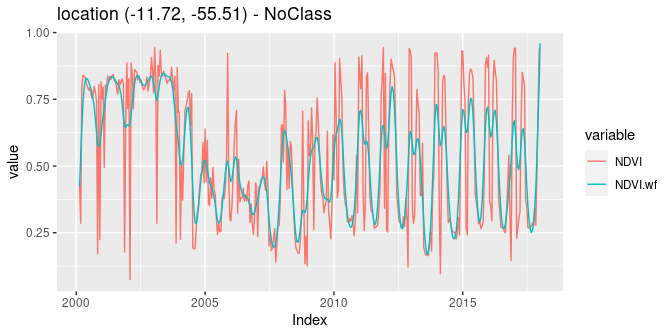 location (-11.72, -55.51) - NoClass
1.00
0.75
0.50
0.25
value
2000
2005
2010
2015
Index
variable
NDVI
NDVI.wf